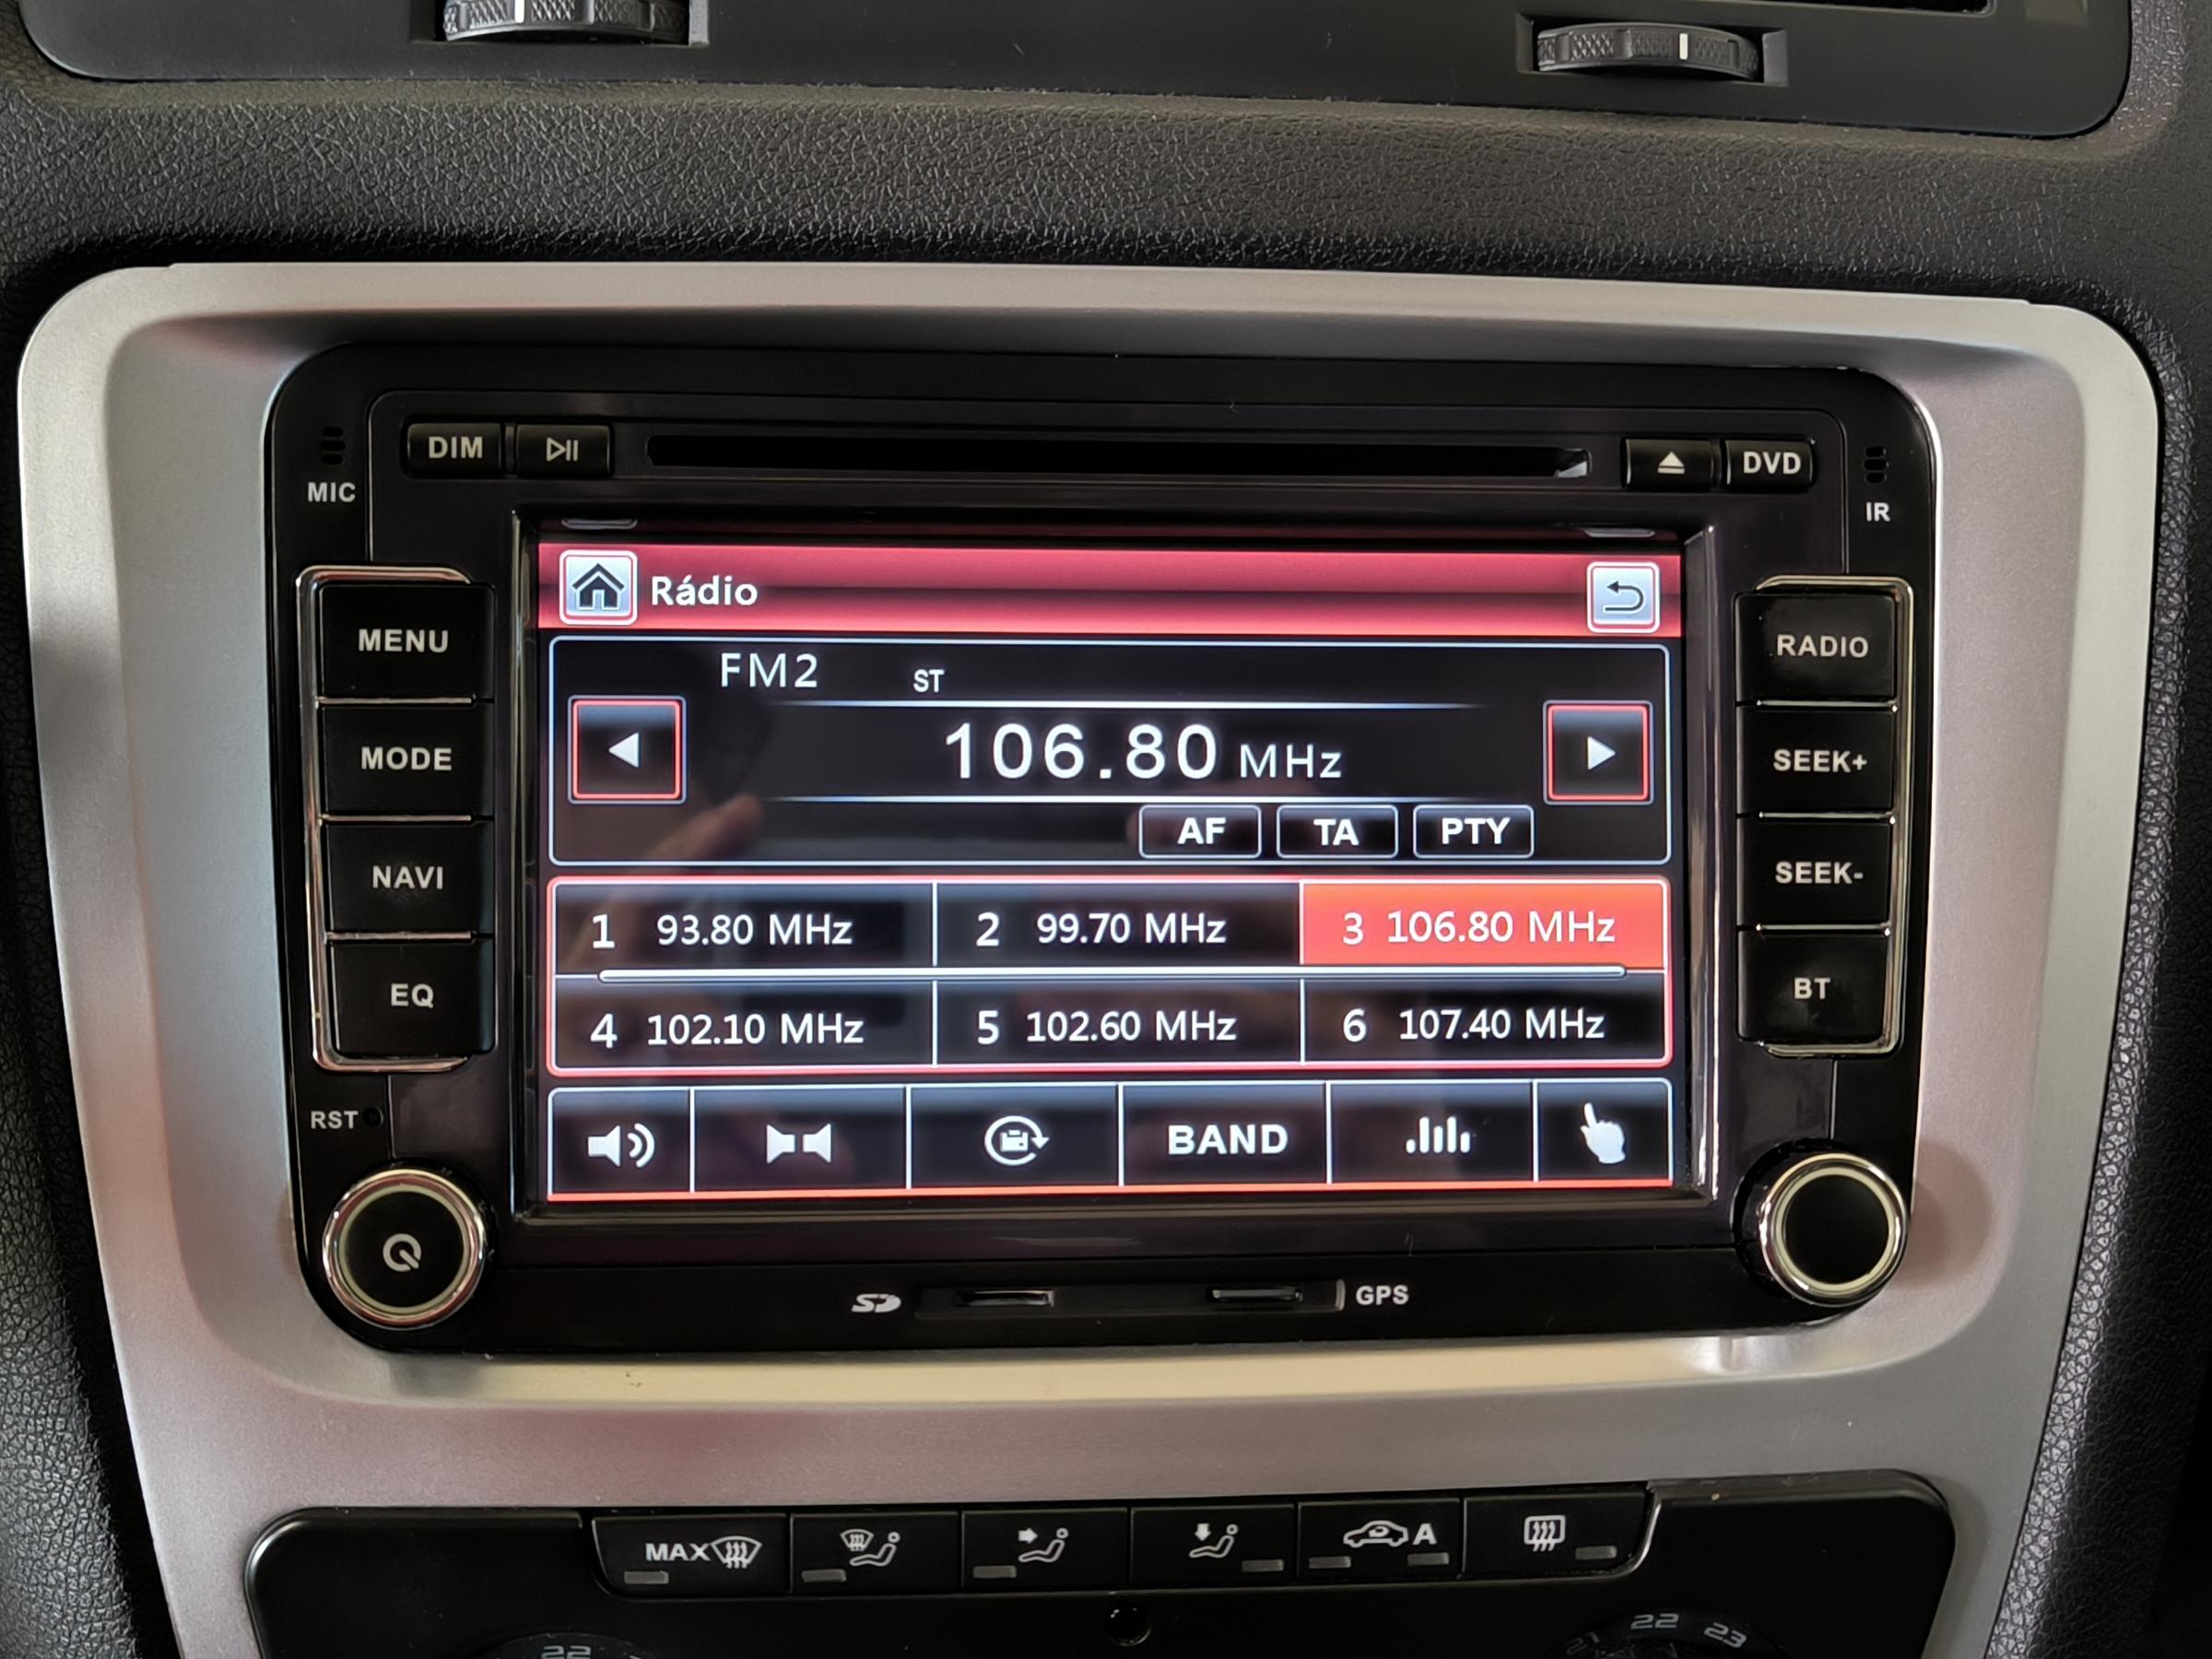 DIM
DVD
MIC
IR
Rádio
MENU
RADIO
FM2 ST
106.80 MHz
MODE
SEEK+
AF TA PTY
NAVI
SEEK-
1 93.80 MHz 2 99.70 MHz 3 106.80 MHz
EQ
BT
4 102.10 MHz 5 102.60 MHz 6 107.40 MHz
RST
BAND
SD GPS
MAX
A
22
21 22 23